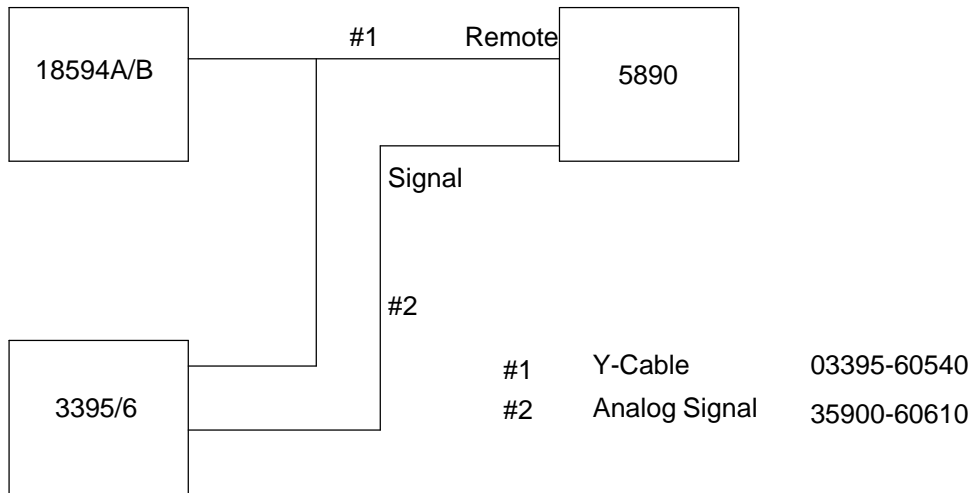 #1 Remote
18594A/B
5890
Signal
#2
3395/6
#1 Y-Cable 03395-60540
#2 Analog Signal 35900-60610